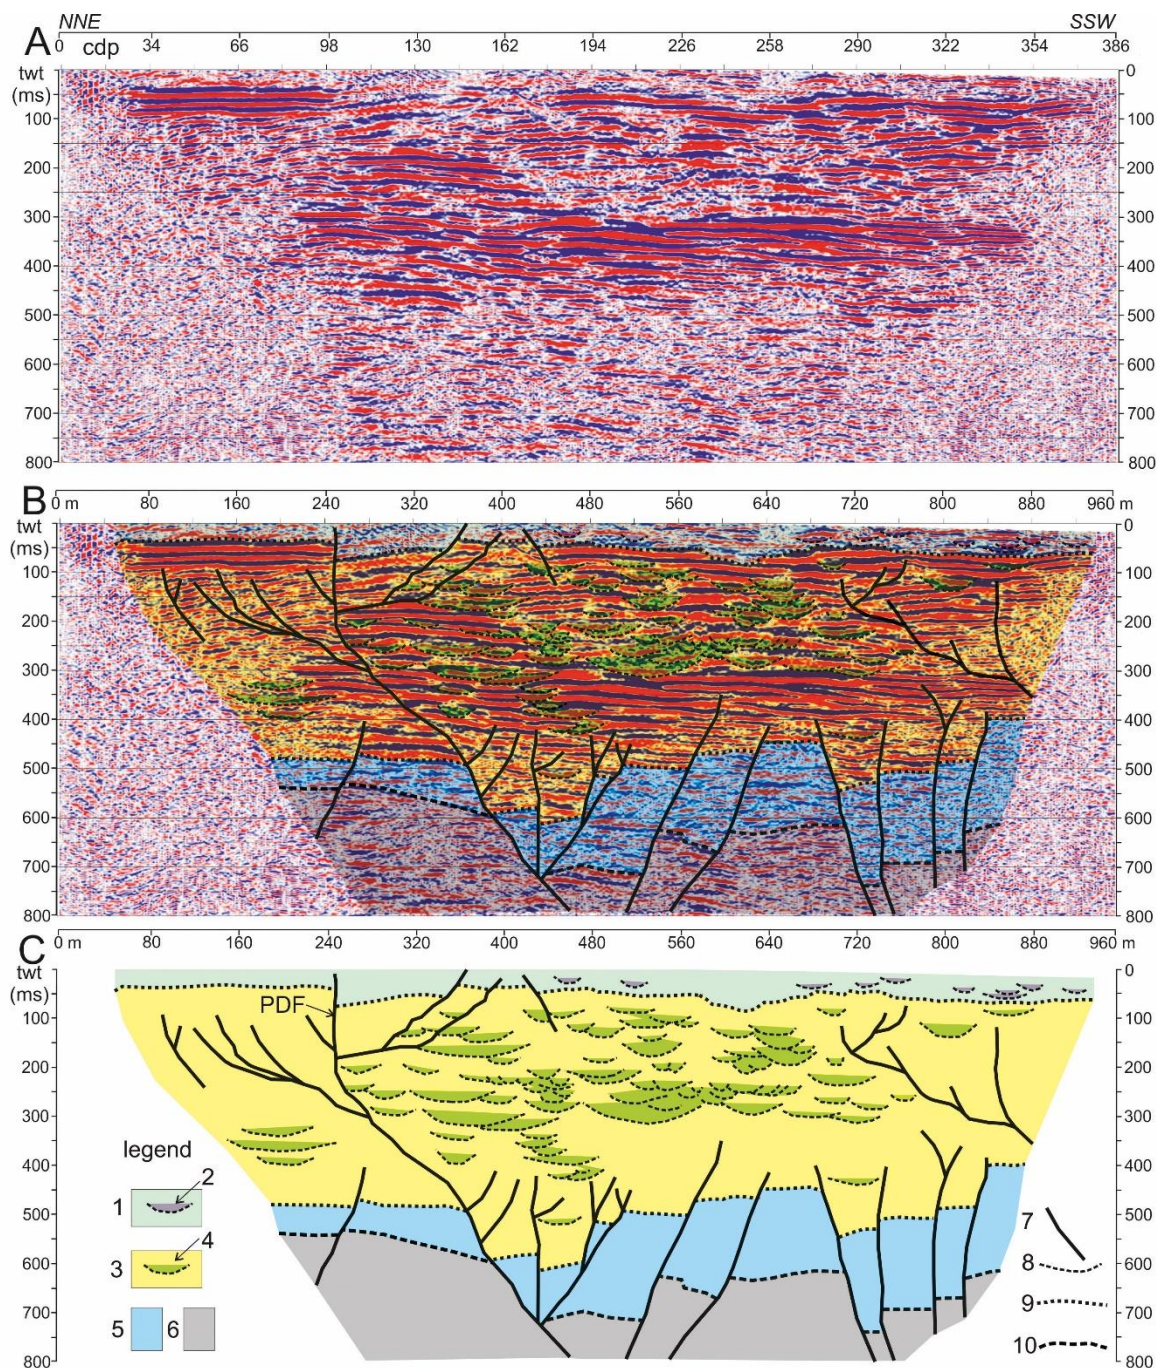 NNE SSW
A
0 cdp 34 66 98 130 162 194 226 258 290 322 354 386
twt 0
(ms)
100 100
200 200
300 300
400 400
500 500
600 600
700 700
800 800
B
0 m 80 160 240 320 400 480 560 640 720 800 880 960 m
twt 0
(ms)
100 100
200 200
300 300
400 400
500 500
600 600
700 700
800 800
C
0 m 80 160 240 320 400 480 560 640 720 800 880 960 m
twt 0
(ms)
PDF
100 100
200 200
300 300
legend
400 400
1 2
500 500
3 4
7
8
600 600
9
5 6
700 700
10
800 800